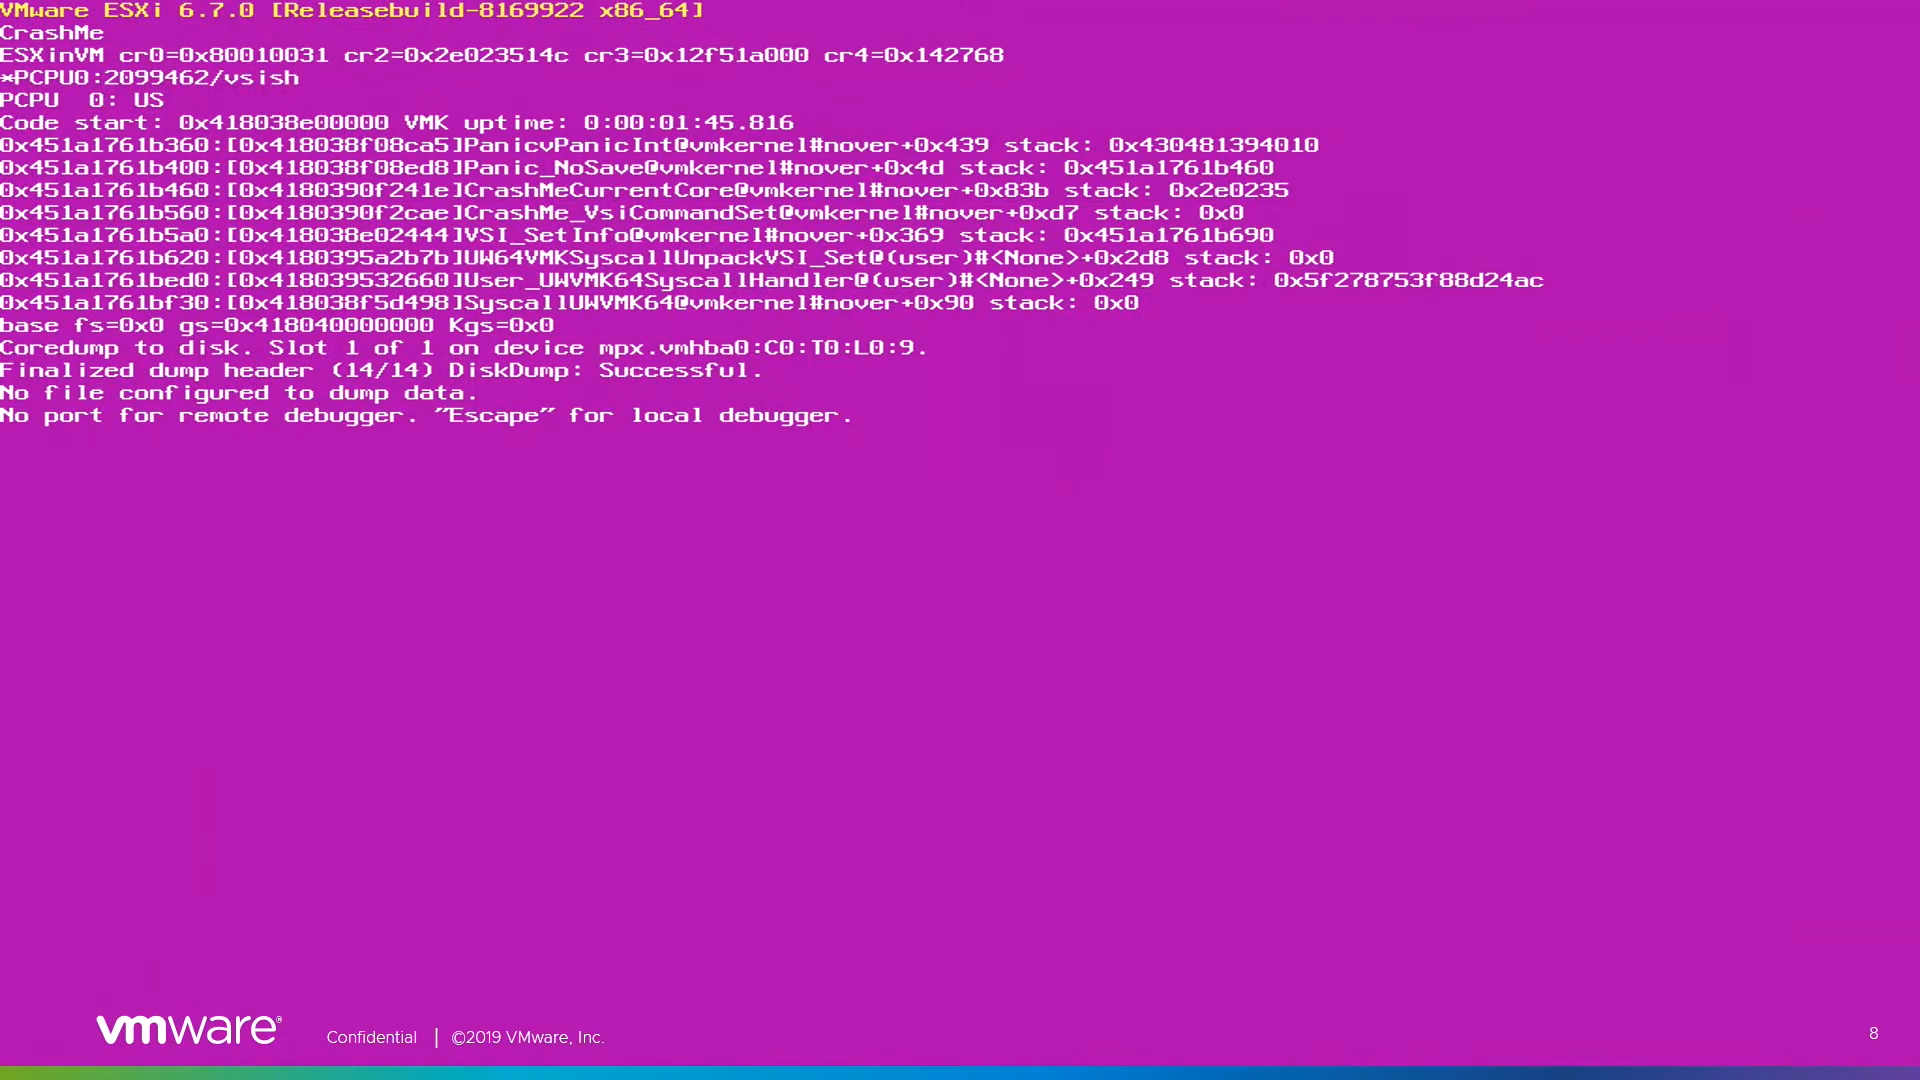 VMware ESXi 6.7.0 [Releasebuild-8169922 x86_64]
CrashMe
ESXinVM cr0=0x80010031 cr2=0x2e023514c cr3=0x12f51a000 cr4=0x142768
*PCPU0:2099462/vsish
PCPU  0: US
Code start: 0x418038e00000 VMK uptime: 0:00:01:45.816
0x451a1761b360:[0x418038f08ca5]PanicvPanicInt@vmkernel#nover+0x439 stack: 0x430481394010
0x451a1761b400:[0x418038f08ed8]Panic_NoSave@vmkernel#nover+0x4d stack: 0x451a1761b460
0x451a1761b460:[0x4180390f241e]CrashMeCurrentCore@vmkernel#nover+0x83b stack: 0x2e0235
0x451a1761b560:[0x4180390f2cae]CrashMe_VsiCommandSet@vmkernel#nover+0xd7 stack: 0x0
0x451a1761b5a0:[0x418038e02444]VSI_SetInfo@vmkernel#nover+0x369 stack: 0x451a1761b690
0x451a1761b620:[0x4180395a2b7b]UW64VMKSyscallUnpackVSI_Set@(user)#<None>+0x2d8 stack: 0x0
0x451a1761bed0:[0x418039532660]User_UWVMK64SyscallHandler@(user)#<None>+0x249 stack: 0x5f278753f88d24ac
0x451a1761bf30:[0x418038f5d498]SyscallUWVMK64@vmkernel#nover+0x90 stack: 0x0
base fs=0x0 gs=0x418040000000 Kgs=0x0
Coredump to disk. Slot 1 of 1 on device mpx.vmhba0:C0:T0:L0:9.
Finalized dump header (14/14) DiskDump: Successful.
No file configured to dump data.
No port for remote debugger. "Escape" for local debugger.
vmware® Confidential | ©2019 VMware, Inc.
8